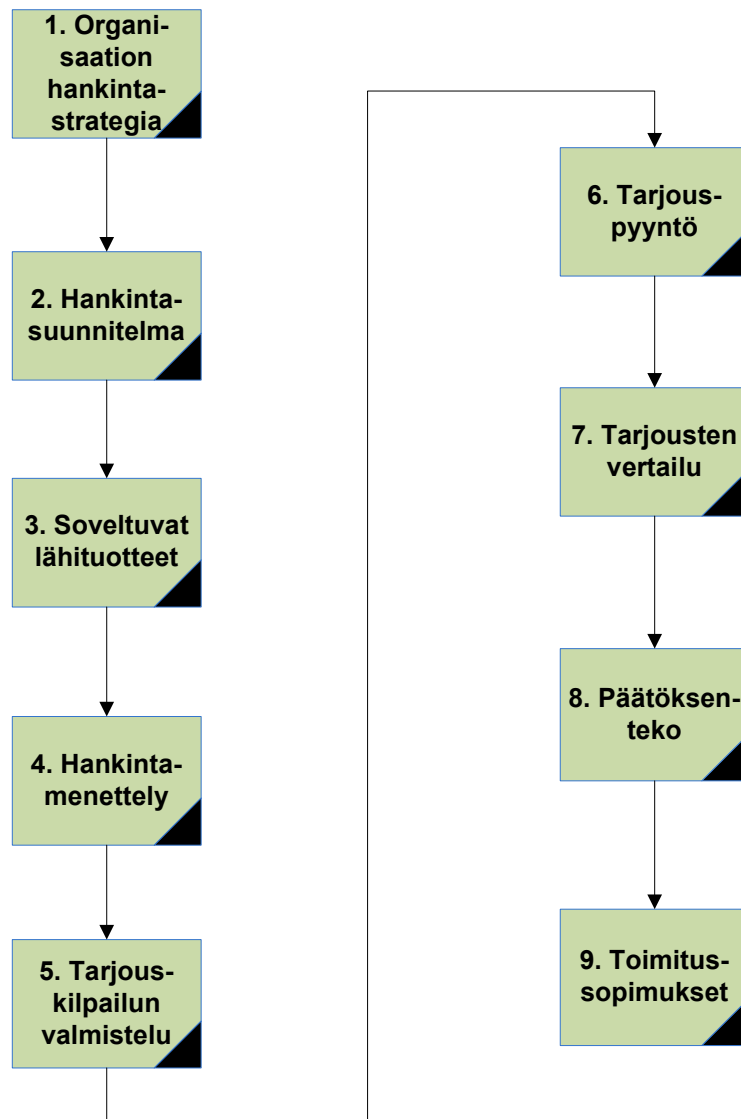 1. Organi-
saation
hankinta-
strategia
2. Hankinta-
suunnitelma
3. Soveltuvat
lähituotteet
4. Hankinta-
menettely
5. Tarjous-
kilpailun
valmistelu
6. Tarjous-
pyyntö
7. Tarjousten
vertailu
8. Päätöksen-
teko
9. Toimitus-
sopimukset